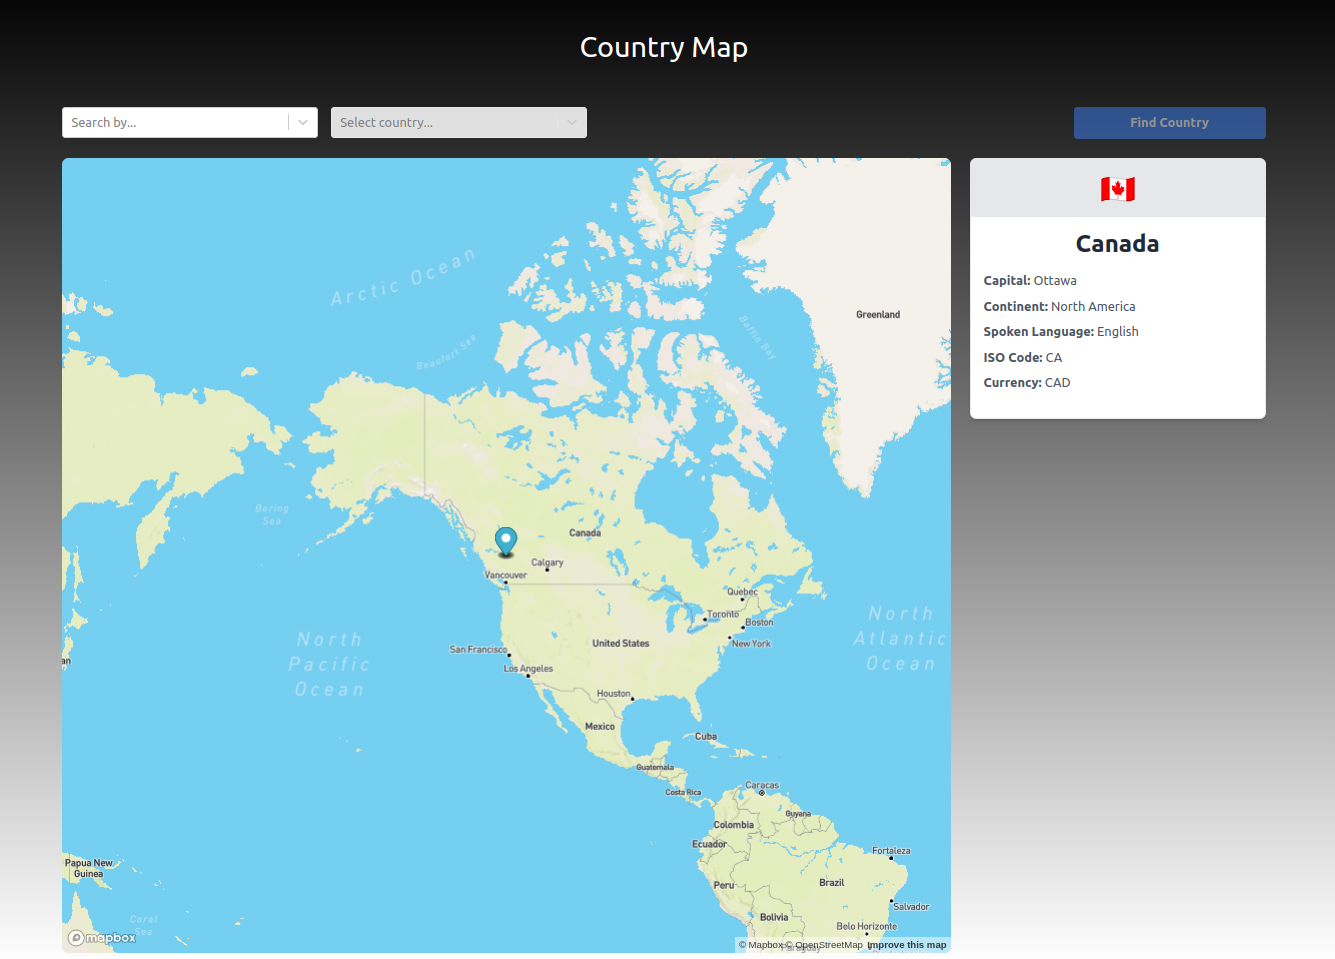 Country Map
Search by...
Select country...
Find Country
Canada
Capital: Ottawa
Continent: North America
Spoken Language: English
ISO Code: CA
Currency: CAD
Arctic Ocean
Greenland
Baffin Bay
Beaufort Sea
Bering
Sea
Canada
Calgary
Vancouver
Quebec
Toronto
Boston
North
Atlantic
Ocean
New York
United States
North
Pacific
Ocean
San Francisco
Los Angeles
an
Houston
Mexico
Cuba
Guatemala
Costa Rica
Caracas
Guyana
Colombia
Ecuador
Fortaleza
Papua New
Guinea
Peru
Brazil
Salvador
Bolivia
Coral
Sea
Belo Horizonte
mapbox
Paraguay
© Mapbox © OpenStreetMap Improve this map